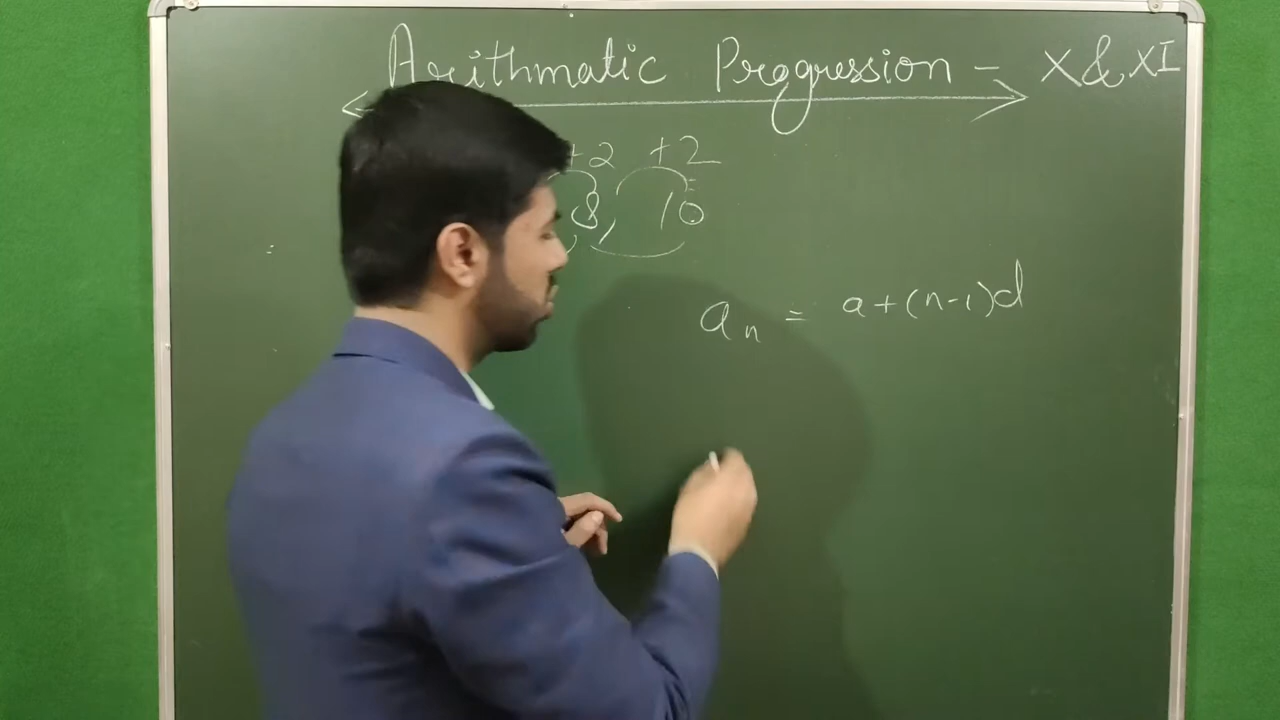 Arithmatic Progression - X & XI
+2 +2
8, 10
an = a+(n-1)d